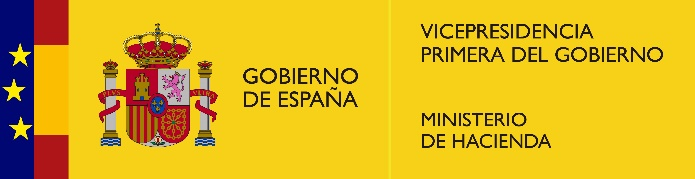 GOBIERNO
DE ESPAÑA
VICEPRESIDENCIA
PRIMERA DEL GOBIERNO
MINISTERIO
DE HACIENDA